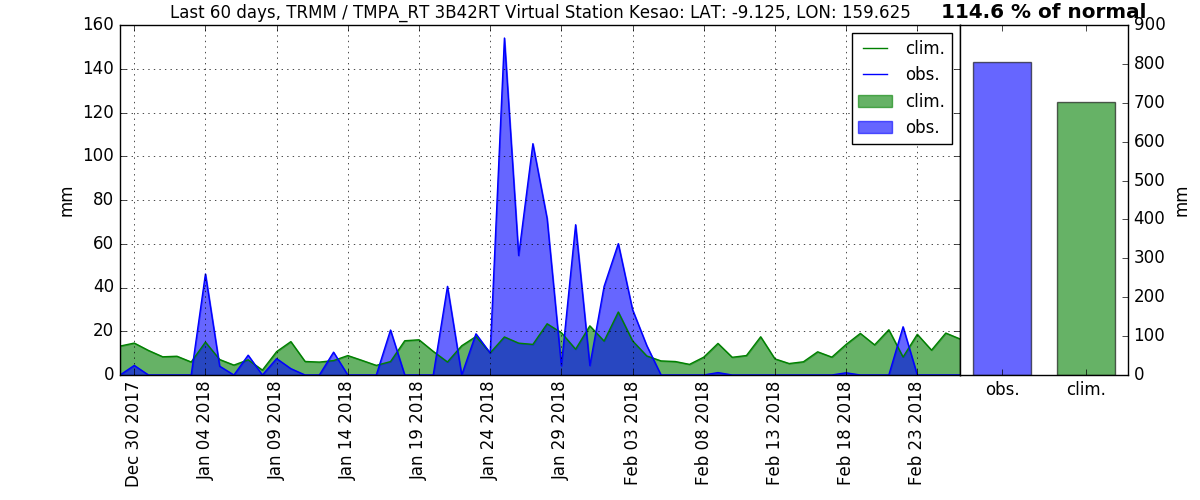 Last 60 days, TRMM / TMPA_RT 3B42RT Virtual Station Kesao: LAT: -9.125, LON: 159.625
114.6 % of normal
160
140
120
100
80
60
40
20
0
mm
clim.
obs.
clim.
obs.
900
800
700
600
500
400
300
200
100
0
mm
Dec 30 2017
Jan 04 2018
Jan 09 2018
Jan 14 2018
Jan 19 2018
Jan 24 2018
Jan 29 2018
Feb 03 2018
Feb 08 2018
Feb 13 2018
Feb 18 2018
Feb 23 2018
obs.
clim.